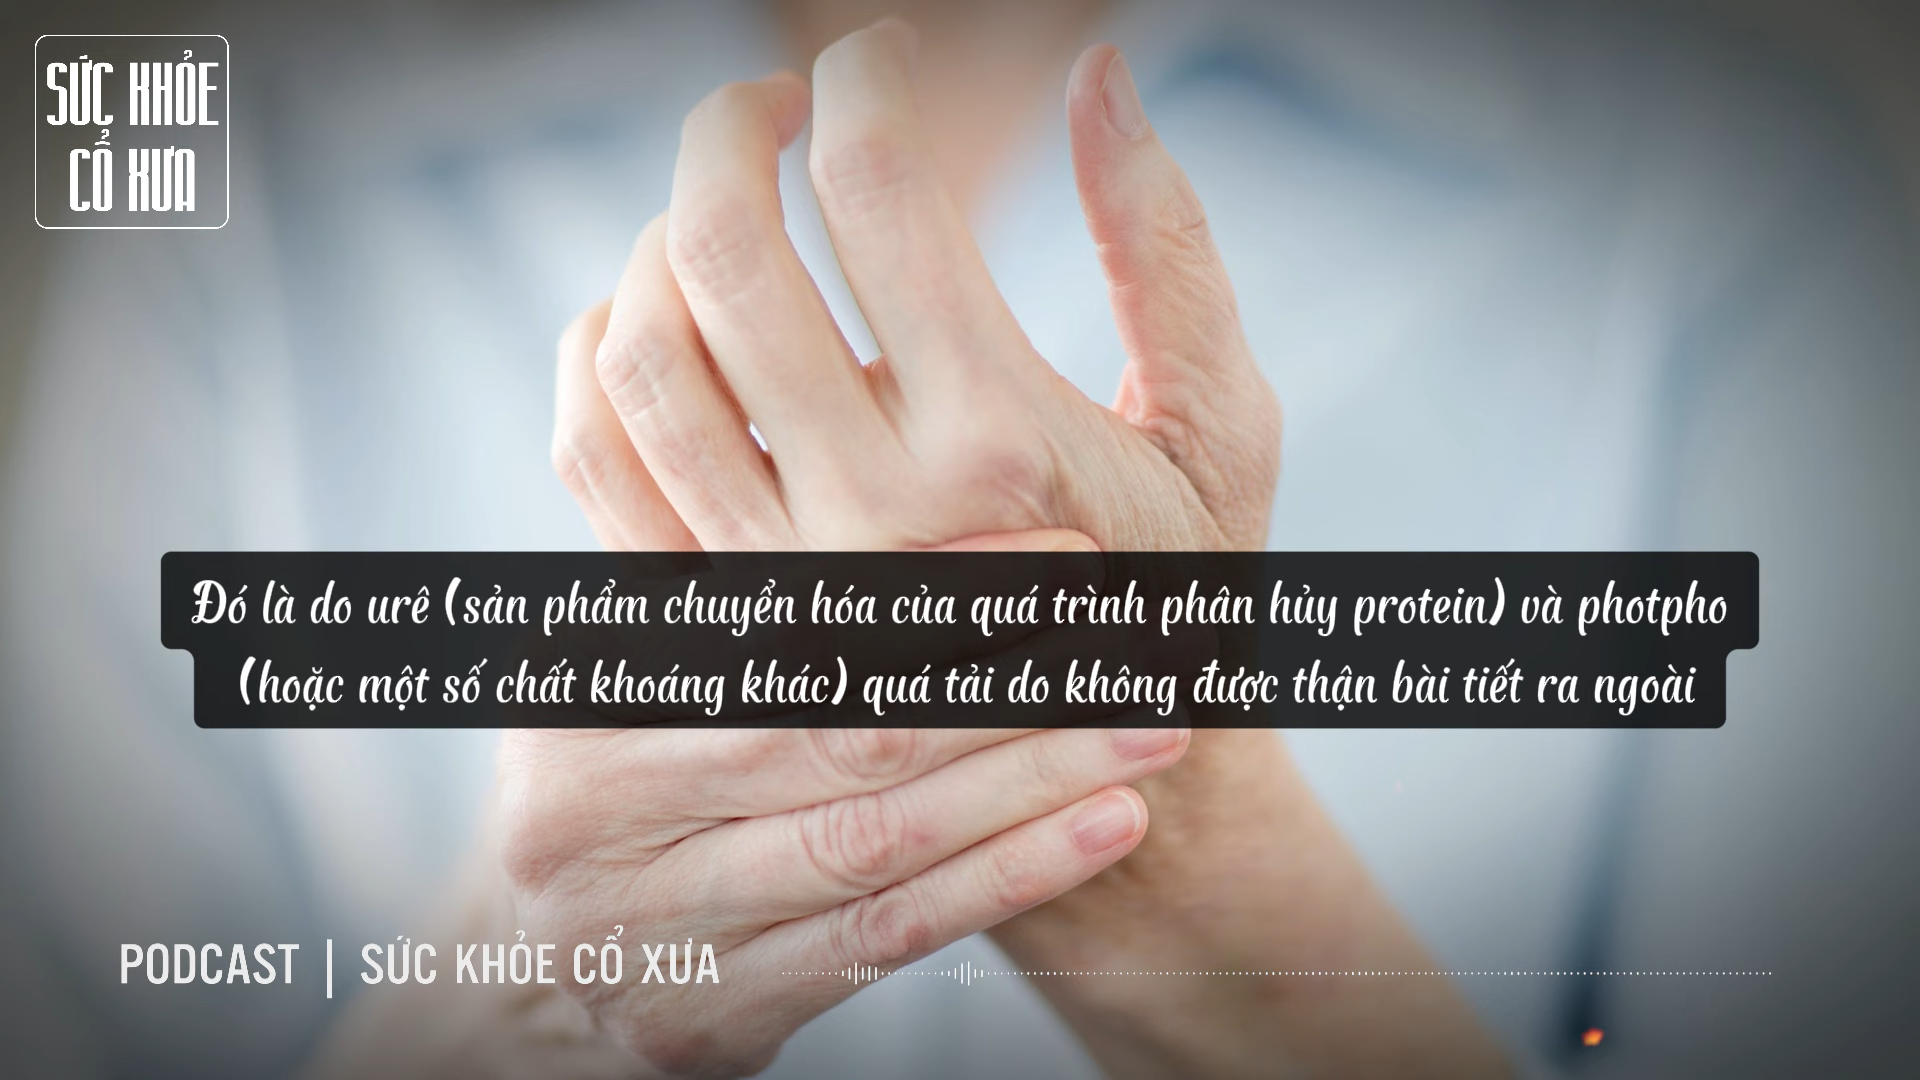 SỨC KHỎE
CỔ XƯA
Đó là do urê (sản phẩm chuyển hóa của quá trình phân hủy protein) và photpho
(hoặc một số chất khoáng khác) quá tải do không được thận bài tiết ra ngoài
PODCAST | SỨC KHỎE CỔ XƯA